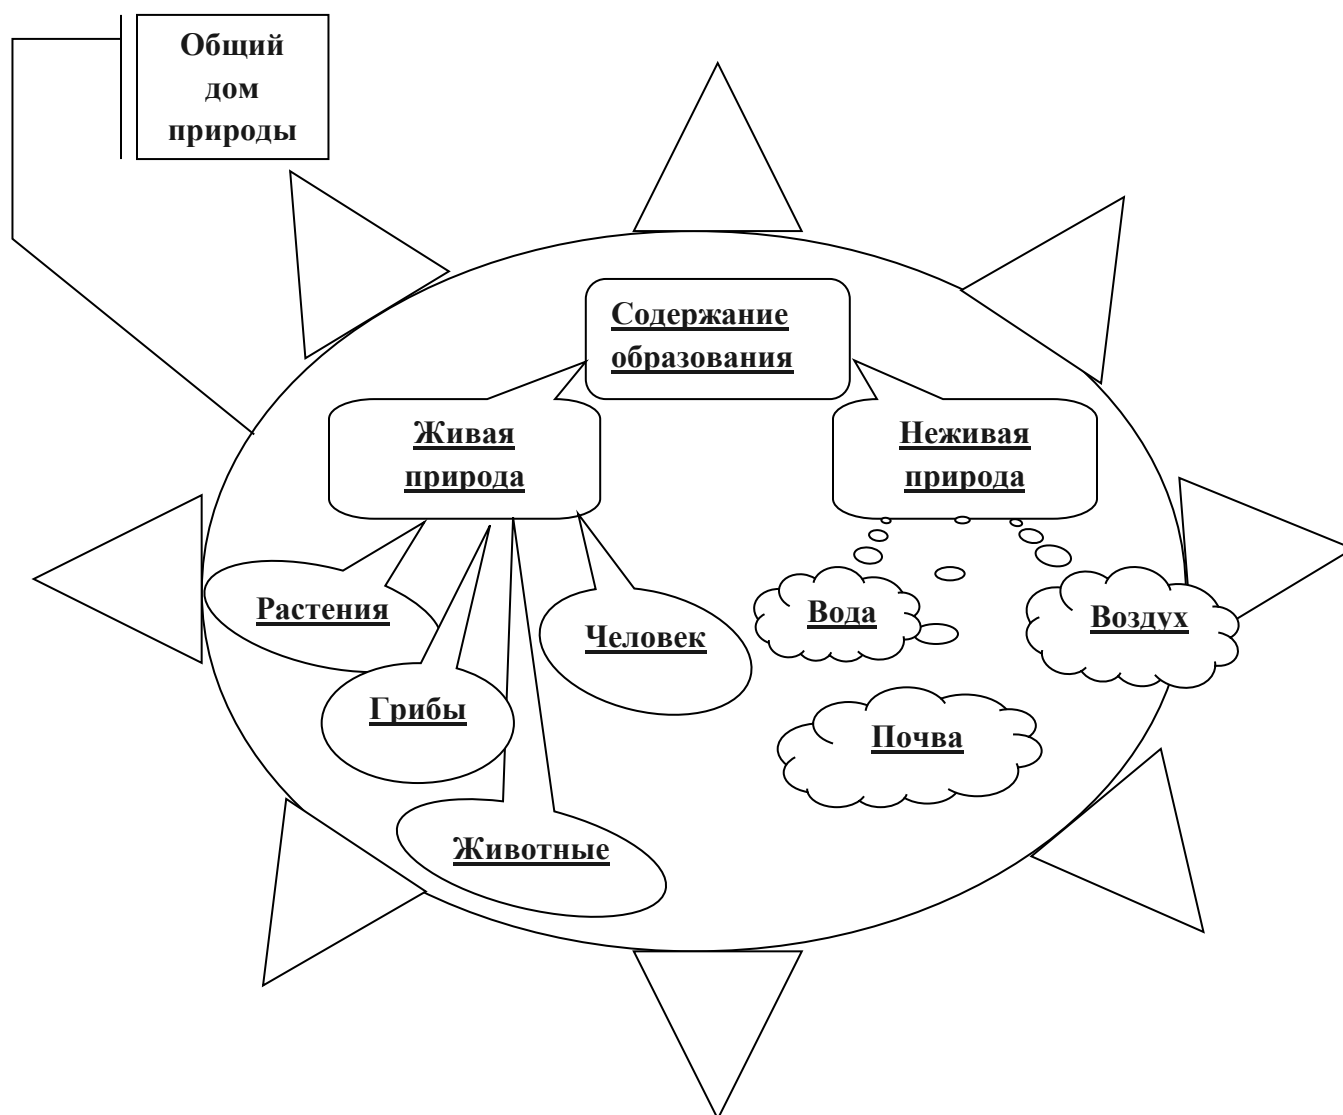 Общий
дом
природы
Содержание
образования
Живая
природа
Неживая
природа
Растения
Человек
Вода
Воздух
Грибы
Почва
Животные